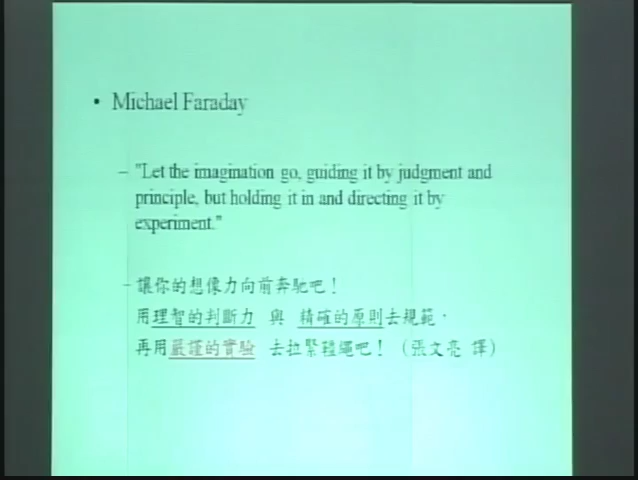 • Michael Faraday
– "Let the imagination go, guiding it by judgment and
principle, but holding it in and directing it by
experiment."
– 讓你的想像力向前奔馳吧！
用理智的判斷力 與 精確的原則去規範，
再用嚴謹的實驗 去拉緊韁繩吧！（張文亮 譯）